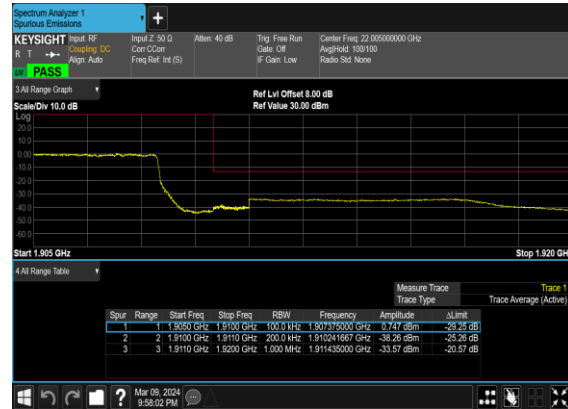 Spectrum Analyzer 1
Spurious Emissions
KEYSIGHT Input: RF Input Z: 50 Ω Atten: 40 dB Trig: Free Run Center Freq: 22.005000000 GHz
R T Coupling: DC Corr CCorr Gate: Off Avg|Hold: 100/100
Align: Auto Freq Ref: Int (S) IF Gain: Low Radio Std: None
PASS
3 All Range Graph
Ref Lvl Offset 8.00 dB
Scale/Div 10.0 dB Ref Value 30.00 dBm
Log
20.0
10.0
0.00
-10.0
-20.0
-30.0
-40.0
-50.0
-60.0
Start 1.905 GHz Stop 1.920 GH
4 All Range Table
Measure Trace Trace 1
Trace Type Trace Average (Active)
Spur Range Start Freq Stop Freq RBW Frequency Amplitude ΔLimit
1 1 1.9050 GHz 1.9100 GHz 100.0 kHz 1.907375000 GHz 0.747 dBm -29.25 dB
2 2 1.9100 GHz 1.9110 GHz 200.0 kHz 1.910241667 GHz -38.26 dBm -25.26 dB
3 3 1.9110 GHz 1.9200 GHz 1.000 MHz 1.911435000 GHz -33.57 dBm -20.57 dB
Mar 09, 2024
9:58:02 PM